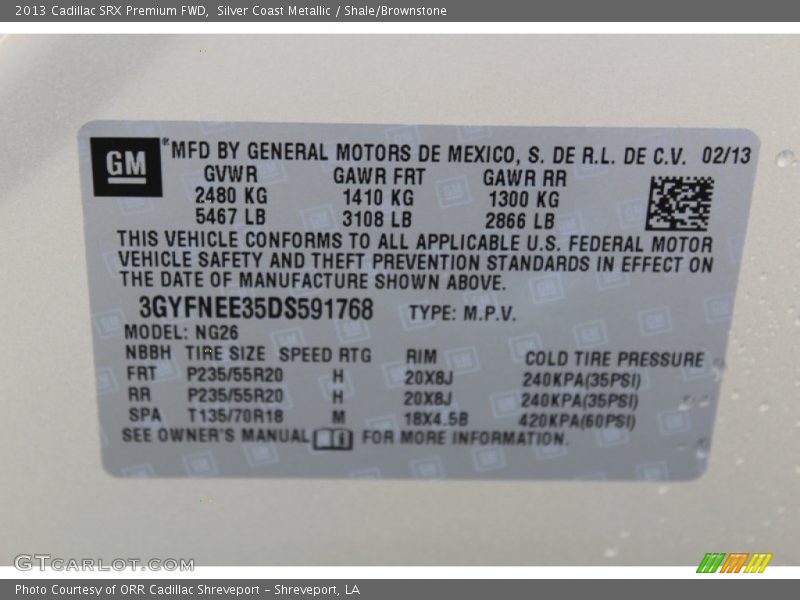 2013 Cadillac SRX Premium FWD,  Silver Coast Metallic / Shale/Brownstone
GM
® MFD BY GENERAL MOTORS DE MEXICO, S. DE R.L. DE C.V. 02/13
GVWR GAWR FRT GAWR RR
2480 KG 1410 KG 1300 KG
5467 LB 3108 LB 2866 LB
THIS VEHICLE CONFORMS TO ALL APPLICABLE U.S. FEDERAL MOTOR
VEHICLE SAFETY AND THEFT PREVENTION STANDARDS IN EFFECT ON
THE DATE OF MANUFACTURE SHOWN ABOVE.
3GYFNEE35DS591768 TYPE: M.P.V.
MODEL: NG26
NBBH TIRE SIZE SPEED RTG RIM COLD TIRE PRESSURE
FRT P235/55R20 H 20X8J 240KPA(35PSI)
RR P235/55R20 H 20X8J 240KPA(35PSI)
SPA T135/70R18 M 18X4.5B 420KPA(60PSI)
SEE OWNER'S MANUAL FOR MORE INFORMATION.
GTCARLOT.COM
Photo Courtesy of ORR Cadillac Shreveport - Shreveport, LA